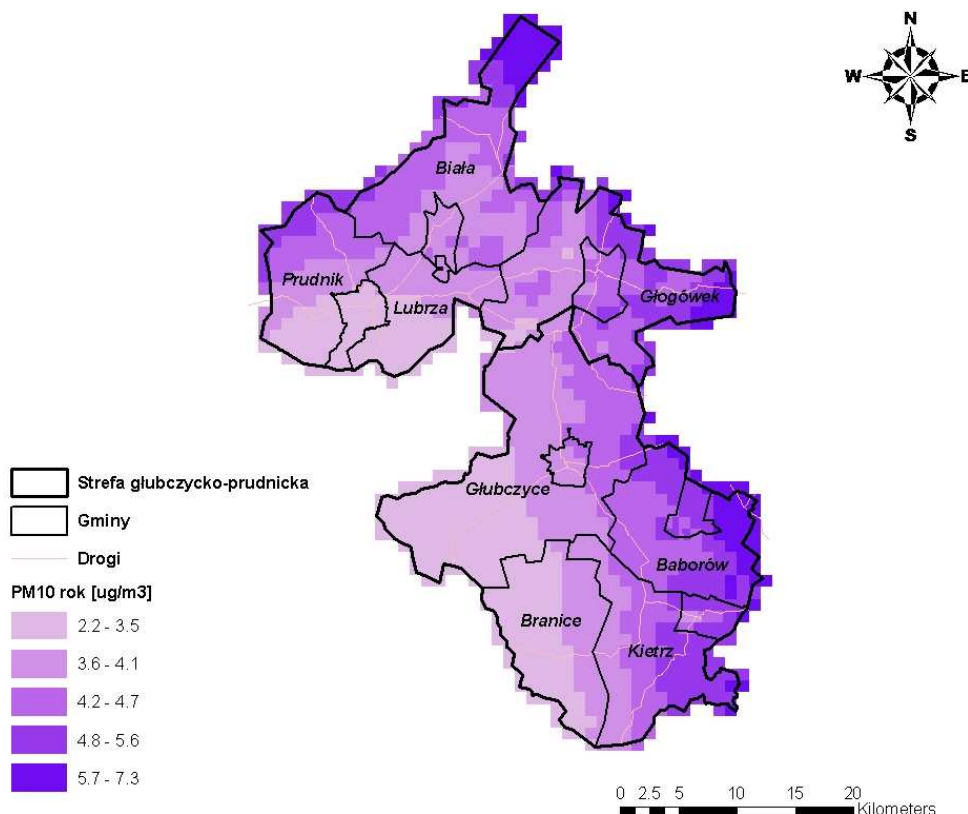 N
W
E
S
Biała
Prudnik
Lubrza
Głogówek
Głubczyce
Baborów
Branice
Kietrz
Strefa głubczycko-prudnicka
Gminy
Drogi
PM10 rok [ug/m3]
2.2 - 3.5
3.6 - 4.1
4.2 - 4.7
4.8 - 5.6
5.7 - 7.3
0 2.5 5 10 15 20
Kilometers